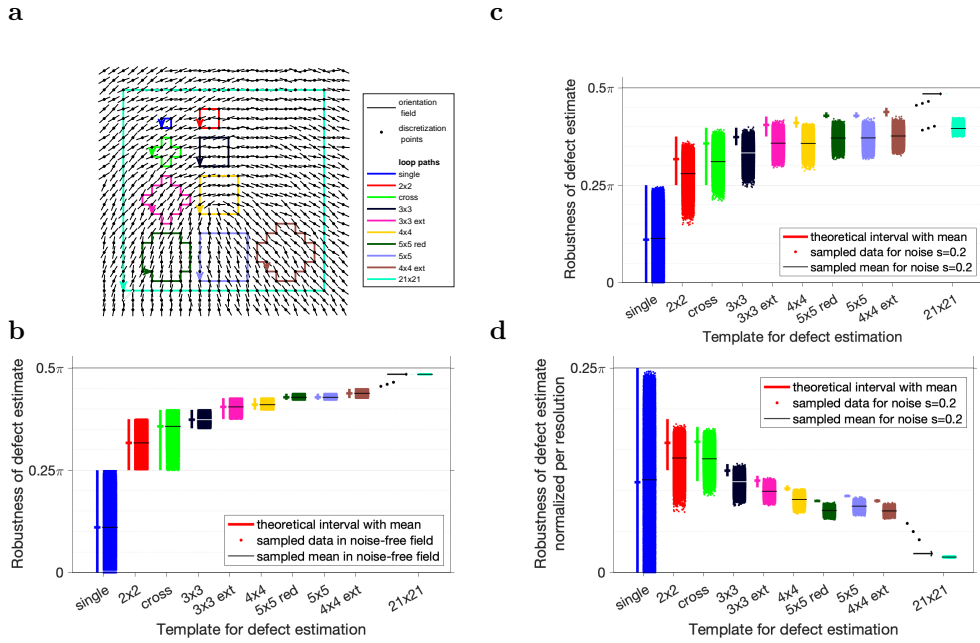 a
orientation
field
discretization
points
loop paths
single
2x2
cross
3x3
3x3 ext
4x4
5x5 red
5x5
4x4 ext
21x21
b
Robustness of defect estimate
0.5π
0.25π
0
theoretical interval with mean
sampled data in noise-free field
sampled mean in noise-free field
single
2x2
cross
3x3
3x3 ext
4x4
5x5 red
5x5
4x4 ext
21x21
Template for defect estimation
c
Robustness of defect estimate
0.5π
0.25π
0
theoretical interval with mean
sampled data for noise s=0.2
sampled mean for noise s=0.2
single
2x2
cross
3x3
3x3 ext
4x4
5x5 red
5x5
4x4 ext
21x21
Template for defect estimation
d
Robustness of defect estimate
normalized per resolution
0.25π
0
theoretical interval with mean
sampled data for noise s=0.2
sampled mean for noise s=0.2
single
2x2
cross
3x3
3x3 ext
4x4
5x5 red
5x5
4x4 ext
21x21
Template for defect estimation